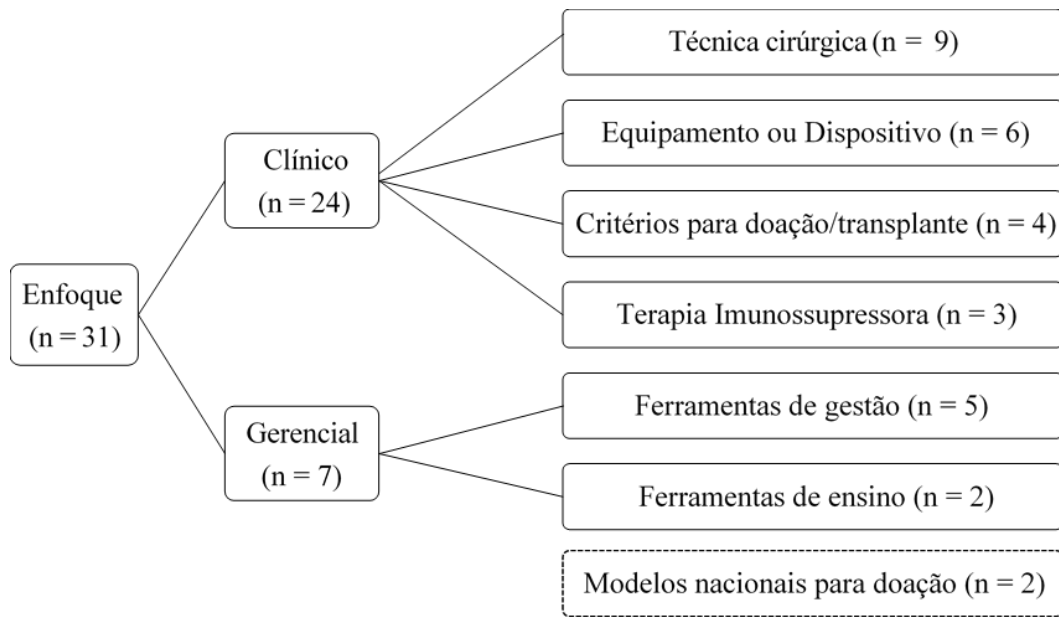 Enfoque
(n = 31)
Clínico
(n = 24)
Gerencial
(n = 7)
Técnica cirúrgica (n = 9)
Equipamento ou Dispositivo (n = 6)
Critérios para doação/transplante (n = 4)
Terapia Imunossupressora (n = 3)
Ferramentas de gestão (n = 5)
Ferramentas de ensino (n = 2)
Modelos nacionais para doação (n = 2)